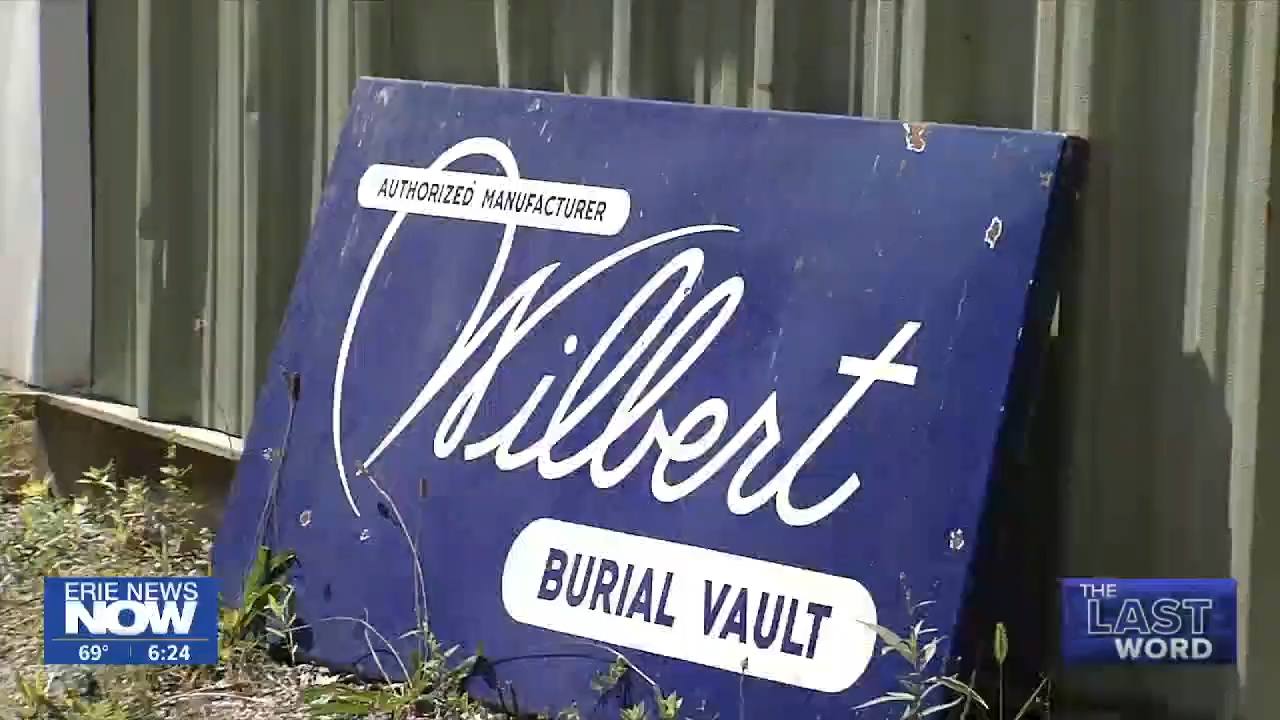 AUTHORIZED MANUFACTURER
Wilbert
BURIAL VAULT
ERIE NEWS
NOW
69° 6:24
THE
LAST
WORD